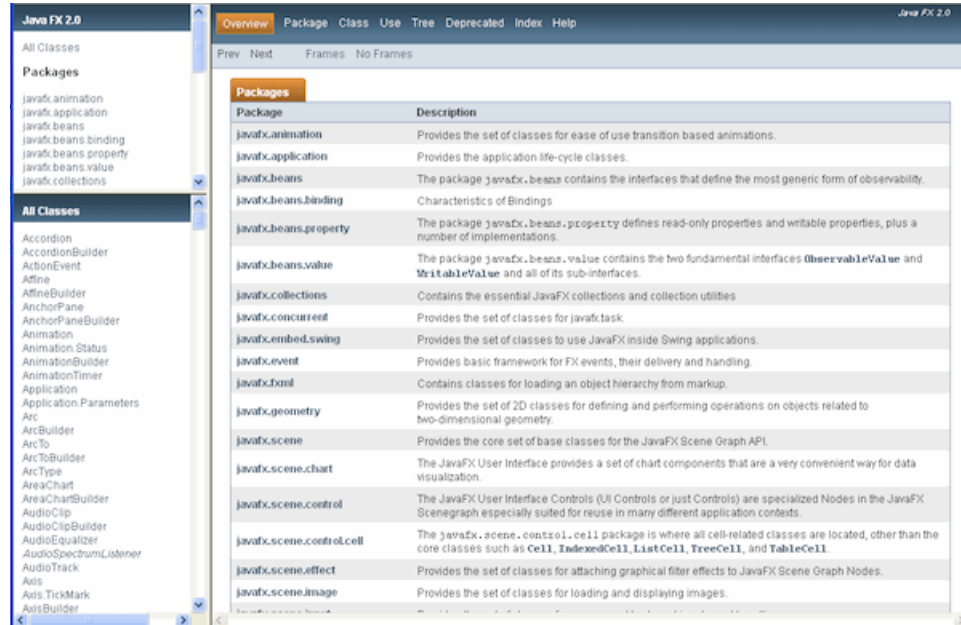 Java FX 2.0
All Classes
Packages
javafx.animation
javafx.application
javafx.beans
javafx.beans.binding
javafx.beans.property
javafx.beans.value
javafx.collections
All Classes
Accordion
AccordionBuilder
ActionEvent
Affine
AffineBuilder
AnchorPane
AnchorPaneBuilder
Animation
Animation.Status
AnimationBuilder
AnimationTimer
Application
Application.Parameters
Arc
ArcBuilder
ArcTo
ArcToBuilder
ArcType
AreaChart
AreaChartBuilder
AudioClip
AudioClipBuilder
AudioEqualizer
AudioSpectrumListener
AudioTrack
Axis
Axis.TickMark
AxisBuilder
Overview Package Class Use Tree Deprecated Index Help
Java FX 2.0
Prev Next Frames No Frames
Packages
Package Description
javafx.animation Provides the set of classes for ease of use transition based animations.
javafx.application Provides the application life-cycle classes.
javafx.beans The package javafx.beans contains the interfaces that define the most generic form of observability.
javafx.beans.binding Characteristics of Bindings
javafx.beans.property The package javafx.beans.property defines read-only properties and writable properties, plus a
number of implementations.
javafx.beans.value The package javafx.beans.value contains the two fundamental interfaces ObservableValue and
WritableValue and all of its sub-interfaces.
javafx.collections Contains the essential JavaFX collections and collection utilities
javafx.concurrent Provides the set of classes for javafx.task.
javafx.embed.swing Provides the set of classes to use JavaFX inside Swing applications.
javafx.event Provides basic framework for FX events, their delivery and handling.
javafx.fxml Contains classes for loading an object hierarchy from markup.
javafx.geometry Provides the set of 2D classes for defining and performing operations on objects related to
two-dimensional geometry.
javafx.scene Provides the core set of base classes for the JavaFX Scene Graph API.
javafx.scene.chart The JavaFX User Interface provides a set of chart components that are a very convenient way for data
visualization.
javafx.scene.control The JavaFX User Interface Controls (UI Controls or just Controls) are specialized Nodes in the JavaFX
Scenegraph especially suited for reuse in many different application contexts.
javafx.scene.control.cell The javafx.scene.control.cell package is where all cell-related classes are located, other than the
core classes such as Cell, IndexedCell, ListCell, TreeCell, and TableCell.
javafx.scene.effect Provides the set of classes for attaching graphical filter effects to JavaFX Scene Graph Nodes.
javafx.scene.image Provides the set of classes for loading and displaying images.